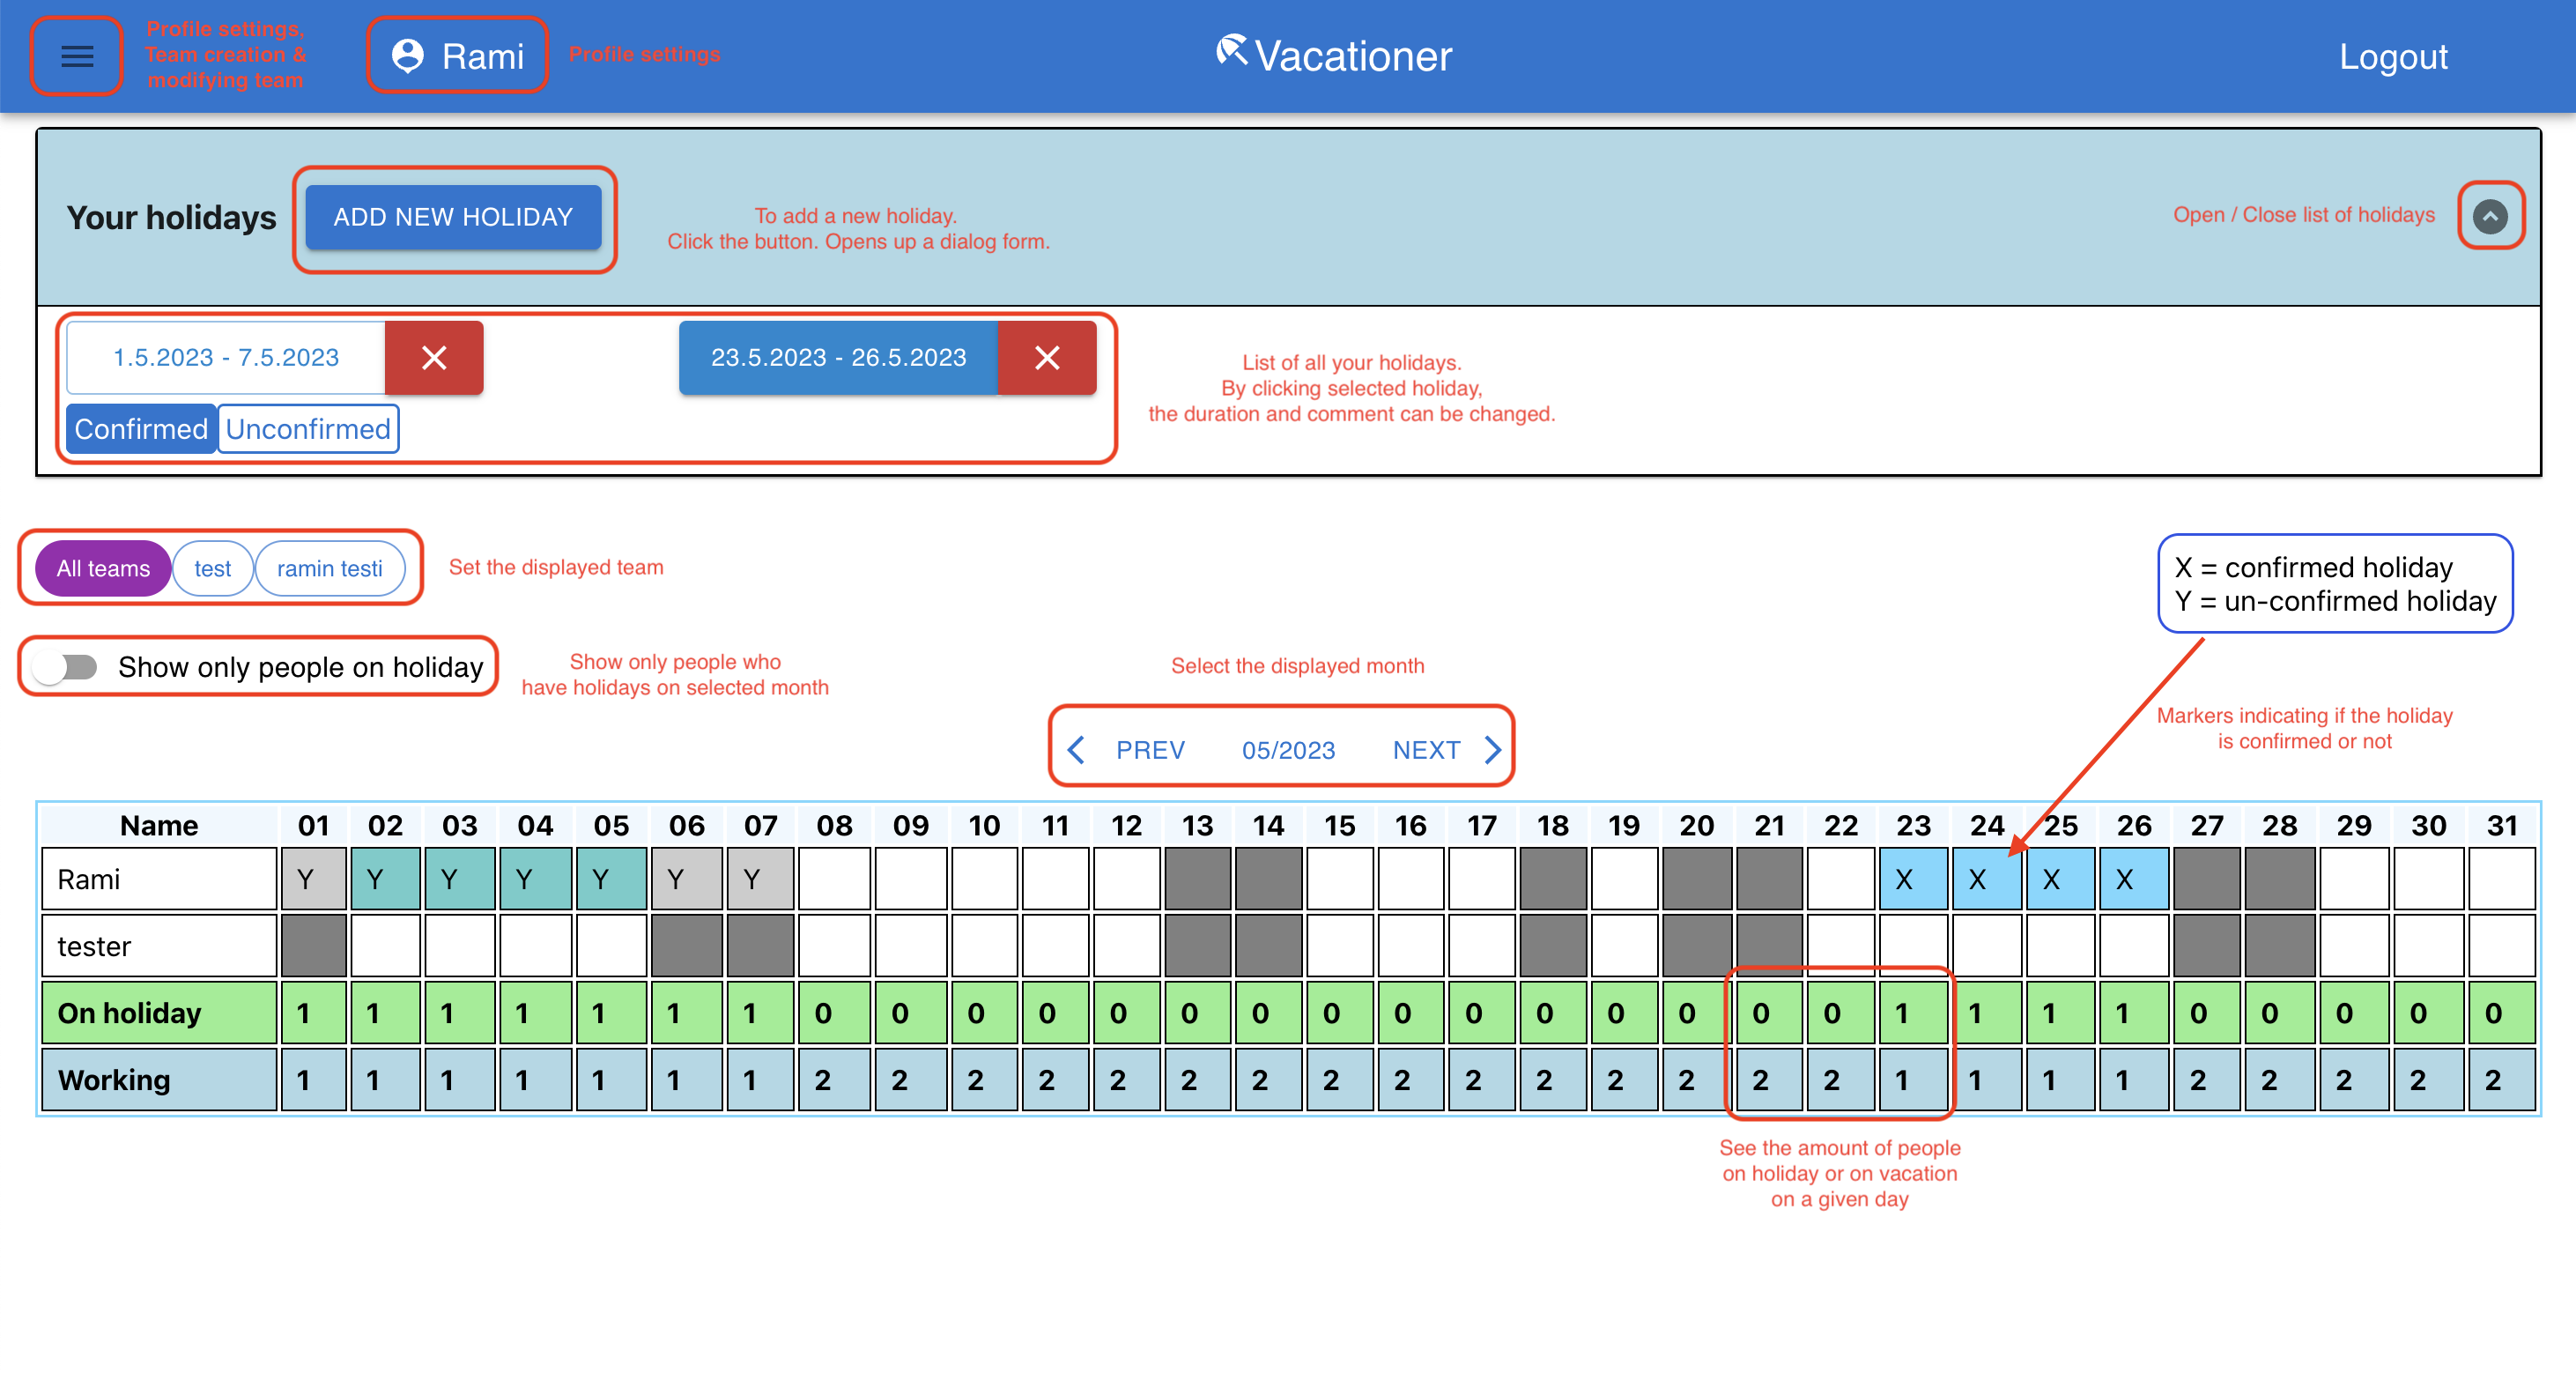 Profile settings,
Team creation &
modifying team
Rami
Profile settings
Vacationer
Logout
Your holidays
ADD NEW HOLIDAY
To add a new holiday.
Click the button. Opens up a dialog form.
Open / Close list of holidays
1.5.2023 - 7.5.2023
23.5.2023 - 26.5.2023
Confirmed
Unconfirmed
List of all your holidays.
By clicking selected holiday,
the duration and comment can be changed.
All teams
test
ramin testi
Set the displayed team
X = confirmed holiday
Y = un-confirmed holiday
Show only people on holiday
Show only people who
have holidays on selected month
Select the displayed month
Markers indicating if the holiday
is confirmed or not
PREV 05/2023 NEXT
Name 01 02 03 04 05 06 07 08 09 10 11 12 13 14 15 16 17 18 19 20 21 22 23 24 25 26 27 28 29 30 31
Rami Y Y Y Y Y Y Y X X X X
tester
On holiday 1 1 1 1 1 1 1 0 0 0 0 0 0 0 0 0 0 0 0 0 0 0 1 1 1 1 0 0 0 0 0
Working 1 1 1 1 1 1 1 2 2 2 2 2 2 2 2 2 2 2 2 2 2 2 1 1 1 1 2 2 2 2 2
See the amount of people
on holiday or on vacation
on a given day